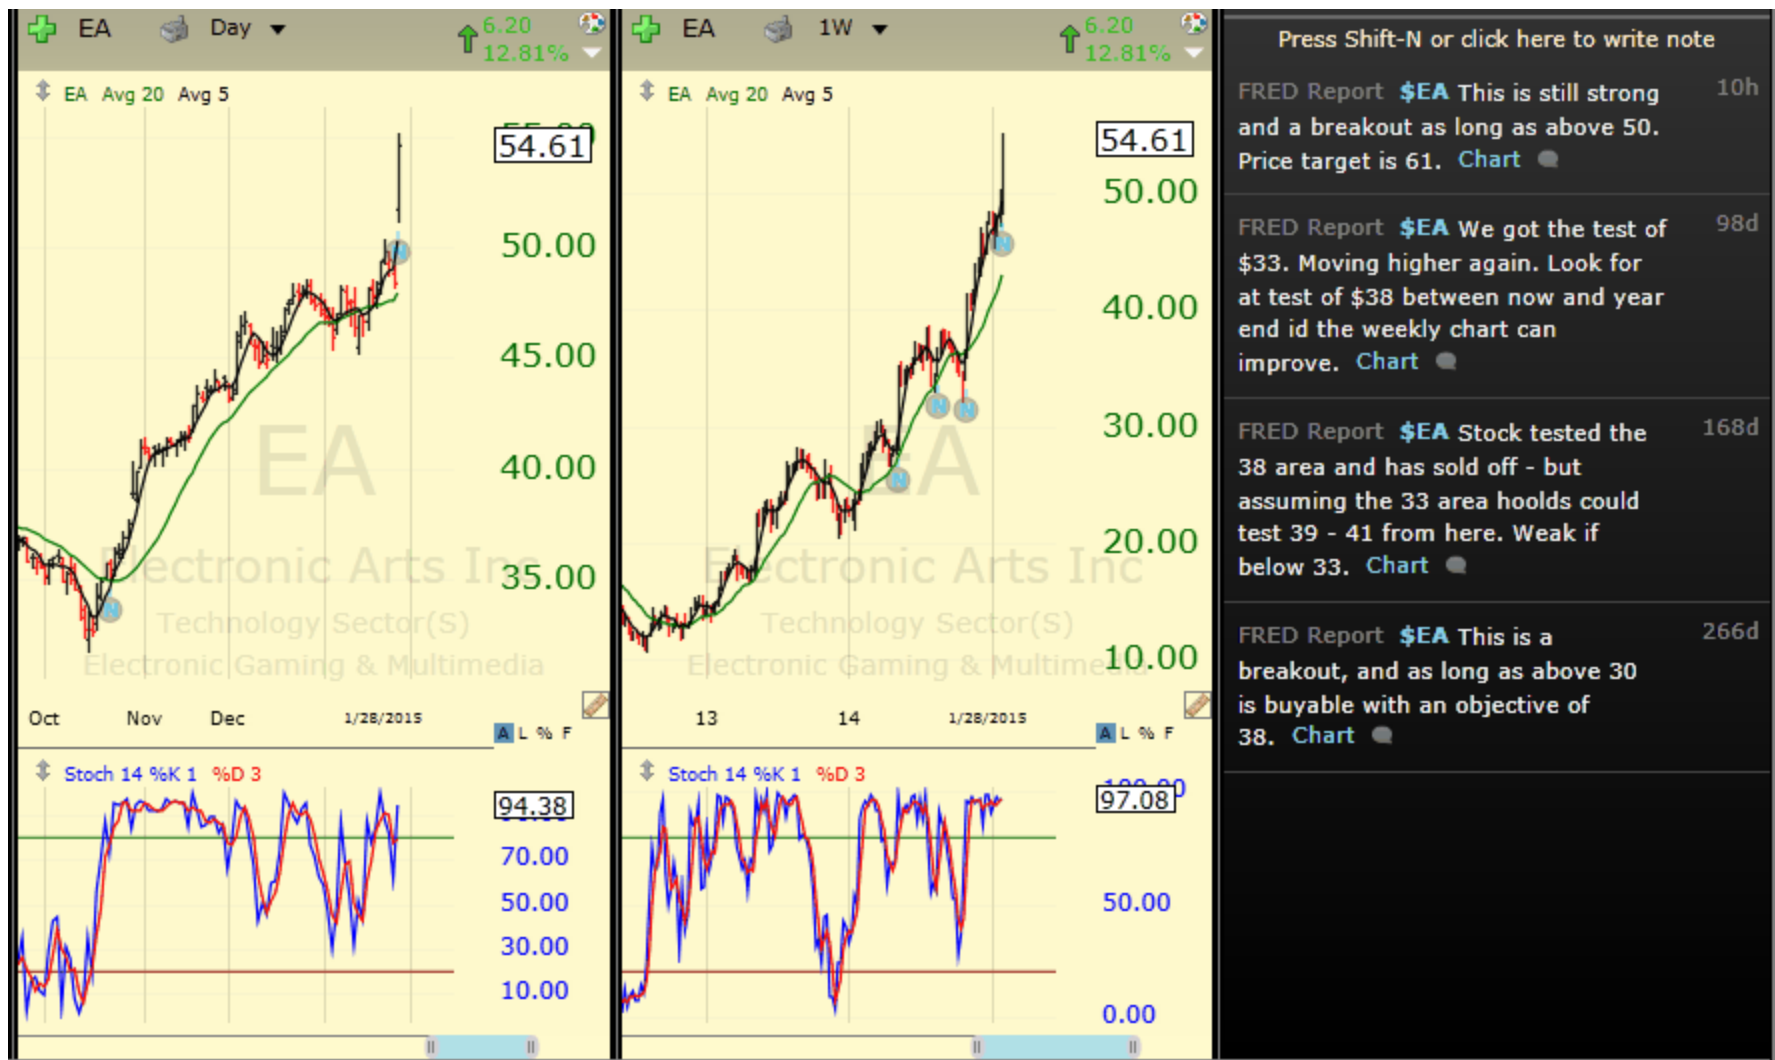 EA Day 6.20
12.81%
EA Avg 20 Avg 5
54.61
50.00
45.00
40.00
35.00
EA
Electronic Arts Inc
Technology Sector(S)
Electronic Gaming & Multimedia
Oct Nov Dec 1/28/2015
A L % F
Stoch 14 %K 1 %D 3
94.38
70.00
50.00
30.00
10.00
EA 1W 6.20
12.81%
EA Avg 20 Avg 5
54.61
50.00
40.00
30.00
20.00
10.00
EA
Electronic Arts Inc
Technology Sector(S)
Electronic Gaming & Multimedia
13 14 1/28/2015
A L % F
Stoch 14 %K 1 %D 3
100.00
97.08
50.00
0.00
N
N
N
N
N
N
Press Shift-N or click here to write note
FRED Report $EA This is still strong 10h
and a breakout as long as above 50.
Price target is 61. Chart
FRED Report $EA We got the test of 98d
$33. Moving higher again. Look for
at test of $38 between now and year
end id the weekly chart can
improve. Chart
FRED Report $EA Stock tested the 168d
38 area and has sold off - but
assuming the 33 area hoolds could
test 39 - 41 from here. Weak if
below 33. Chart
FRED Report $EA This is a 266d
breakout, and as long as above 30
is buyable with an objective of
38. Chart